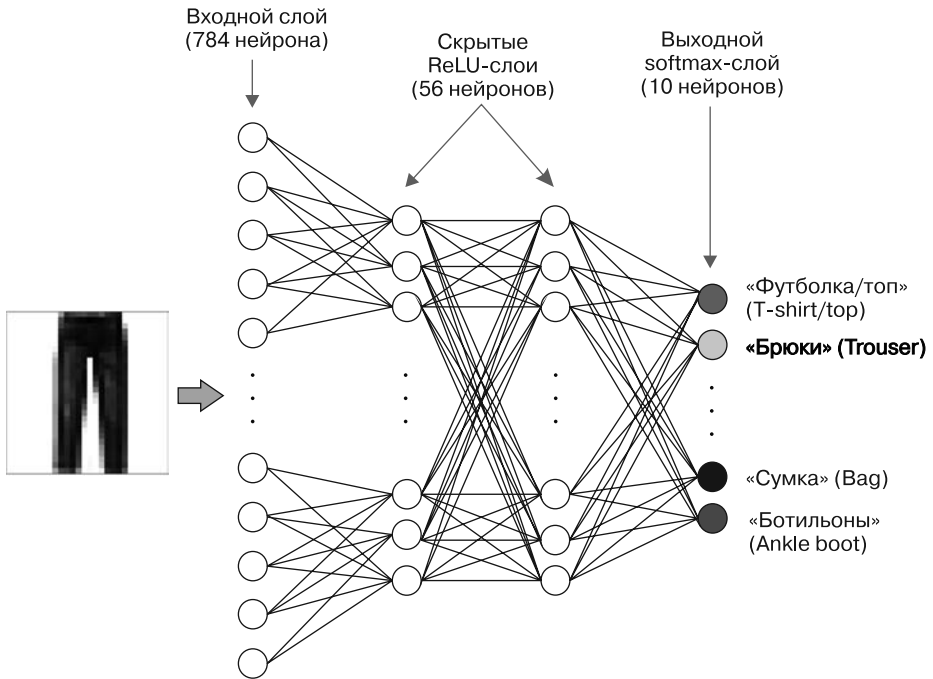 Входной слой
(784 нейрона)
Скрытые
ReLU-слои
(56 нейронов)
Выходной
softmax-слой
(10 нейронов)
«Футболка/топ»
(T-shirt/top)
«Брюки» (Trouser)
«Сумка» (Bag)
«Ботильоны»
(Ankle boot)